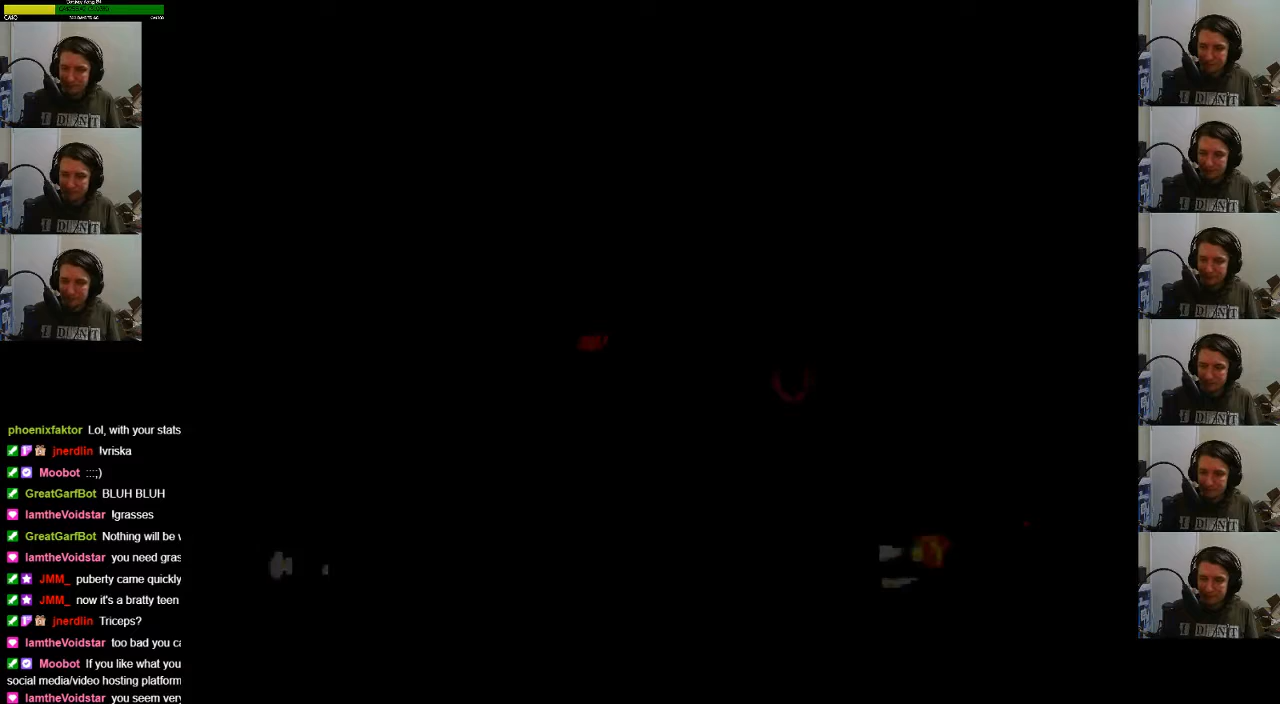 phoenixfaktor Lol, with your stats
jnerdlin !vriska
Moobot :::;)
GreatGarfBot BLUH BLUH
IamtheVoidstar !grasses
GreatGarfBot Nothing will be
IamtheVoidstar you need gras
JMM_ puberty came quickly
JMM_ now it's a bratty teen
jnerdlin Triceps?
IamtheVoidstar too bad you ca
Moobot If you like what you
social media/video hosting platform
IamtheVoidstar you seem very